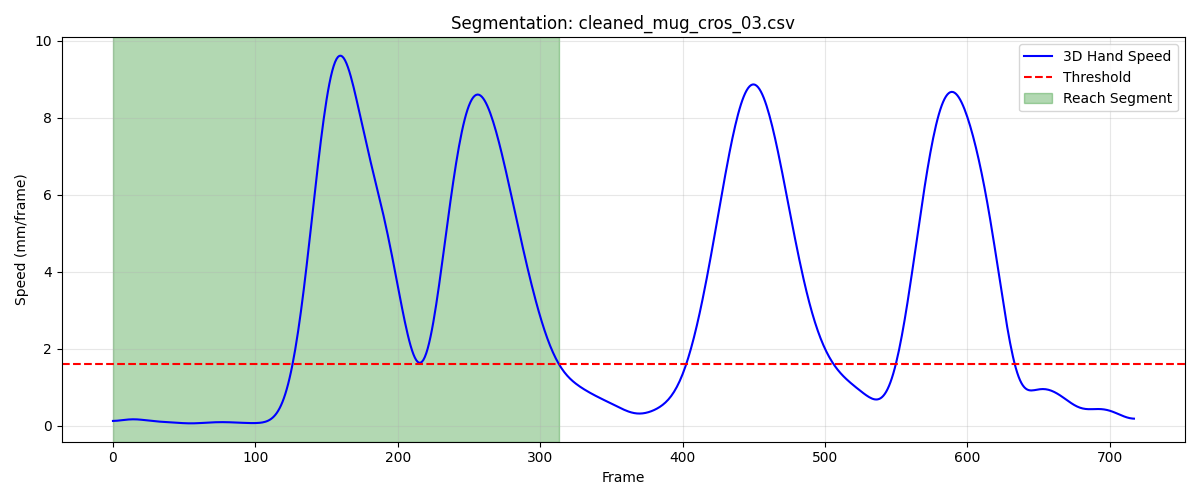 Segmentation: cleaned_mug_cros_03.csv
3D Hand Speed
Threshold
Reach Segment
Speed (mm/frame)
10
8
6
4
2
0
0 100 200 300 400 500 600 700
Frame